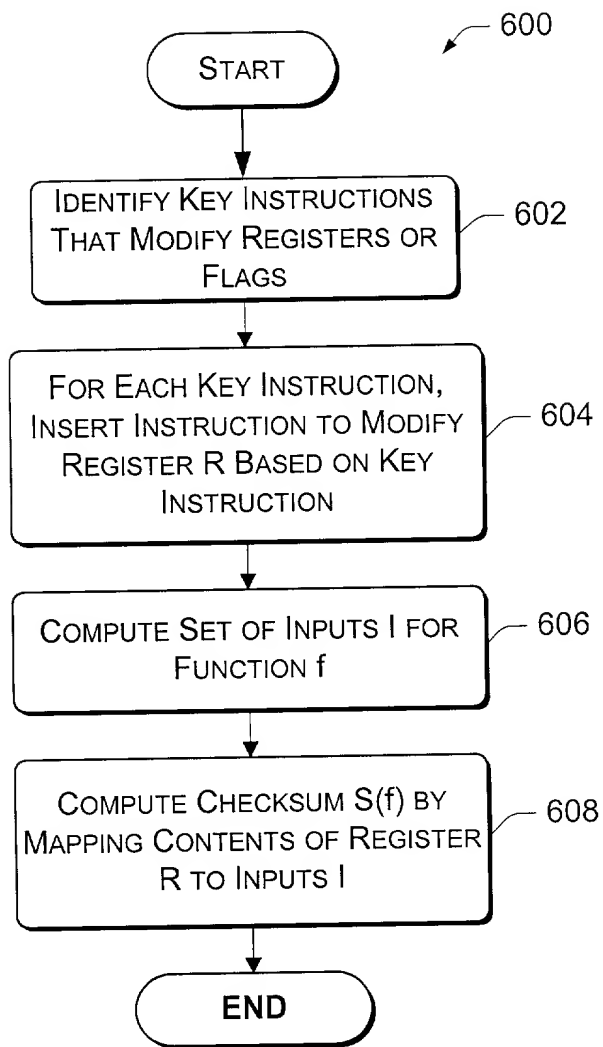 600
START
IDENTIFY KEY INSTRUCTIONS
THAT MODIFY REGISTERS OR
FLAGS
602
FOR EACH KEY INSTRUCTION,
INSERT INSTRUCTION TO MODIFY
REGISTER R BASED ON KEY
INSTRUCTION
604
COMPUTE SET OF INPUTS I FOR
FUNCTION f
606
COMPUTE CHECKSUM S(f) BY
MAPPING CONTENTS OF REGISTER
R TO INPUTS I
608
END